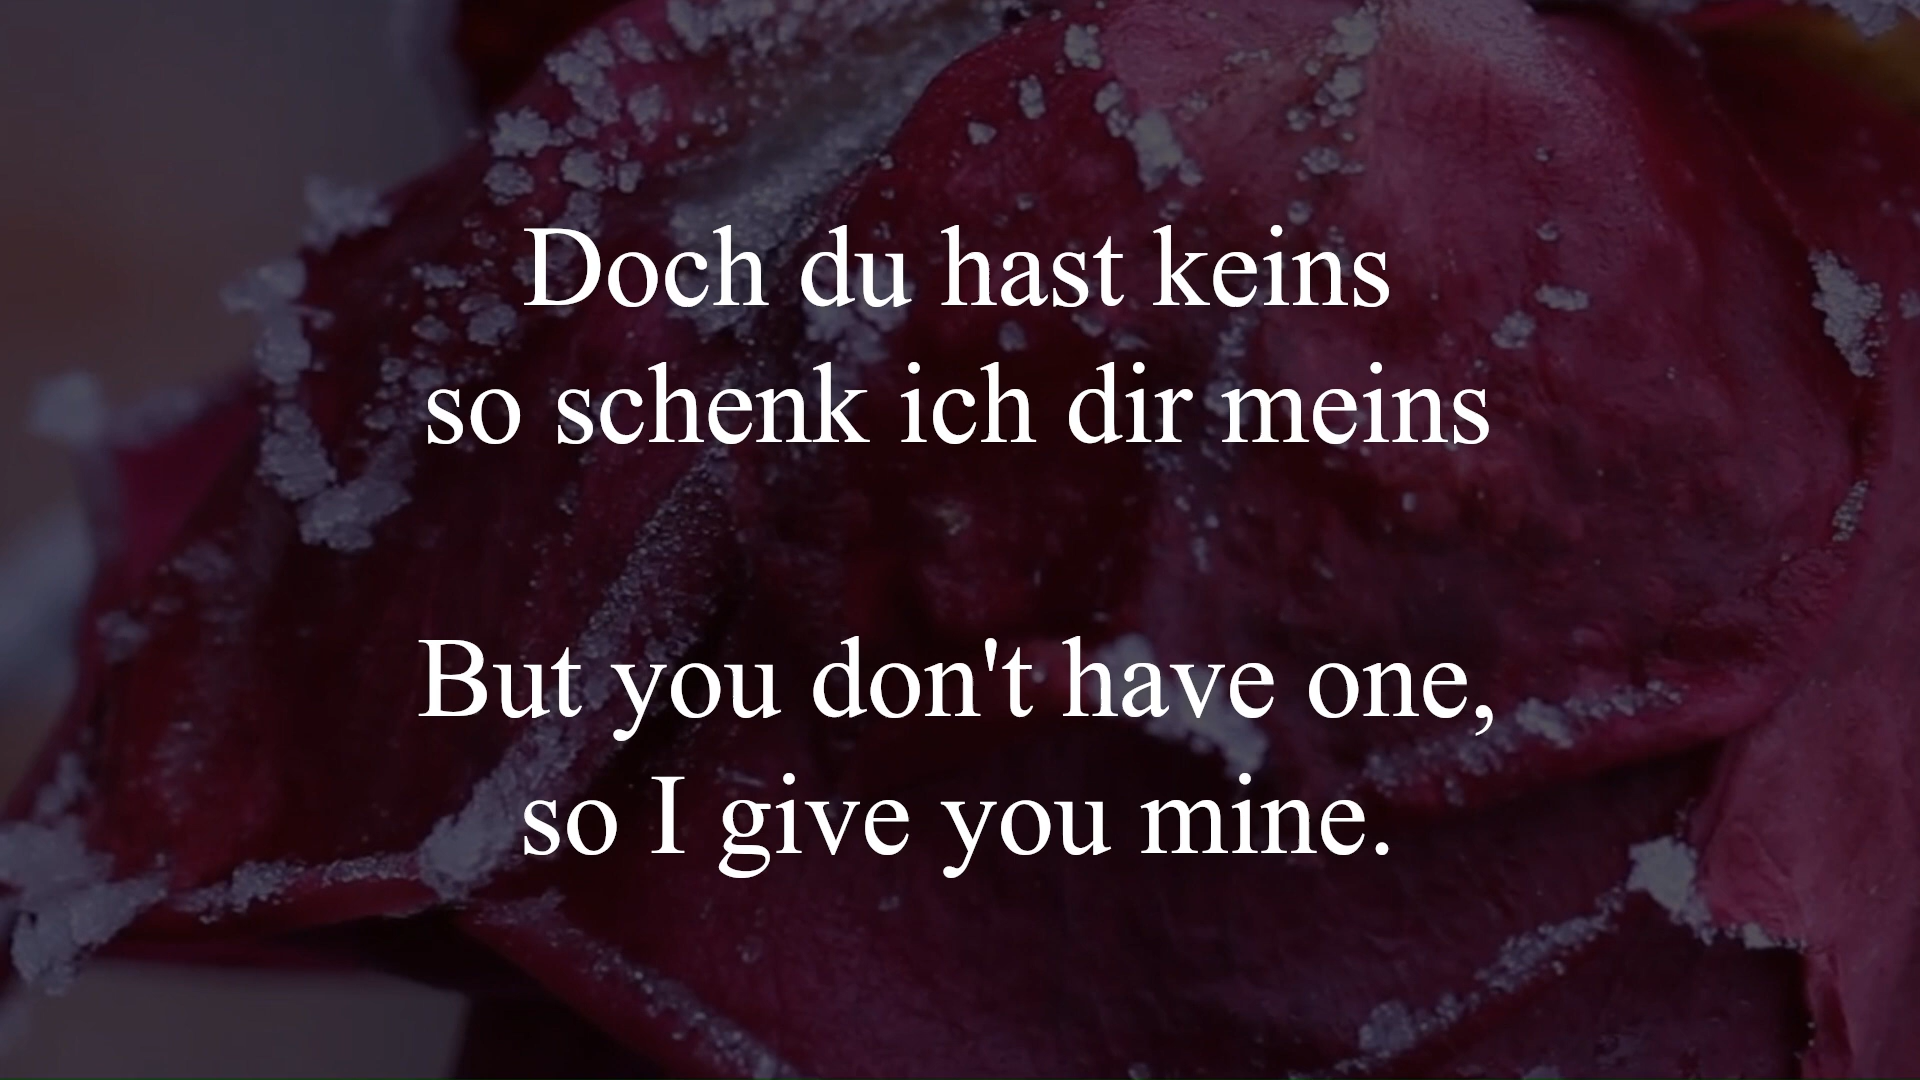 Doch du hast keins
so schenk ich dir meins
But you don't have one,
so I give you mine.